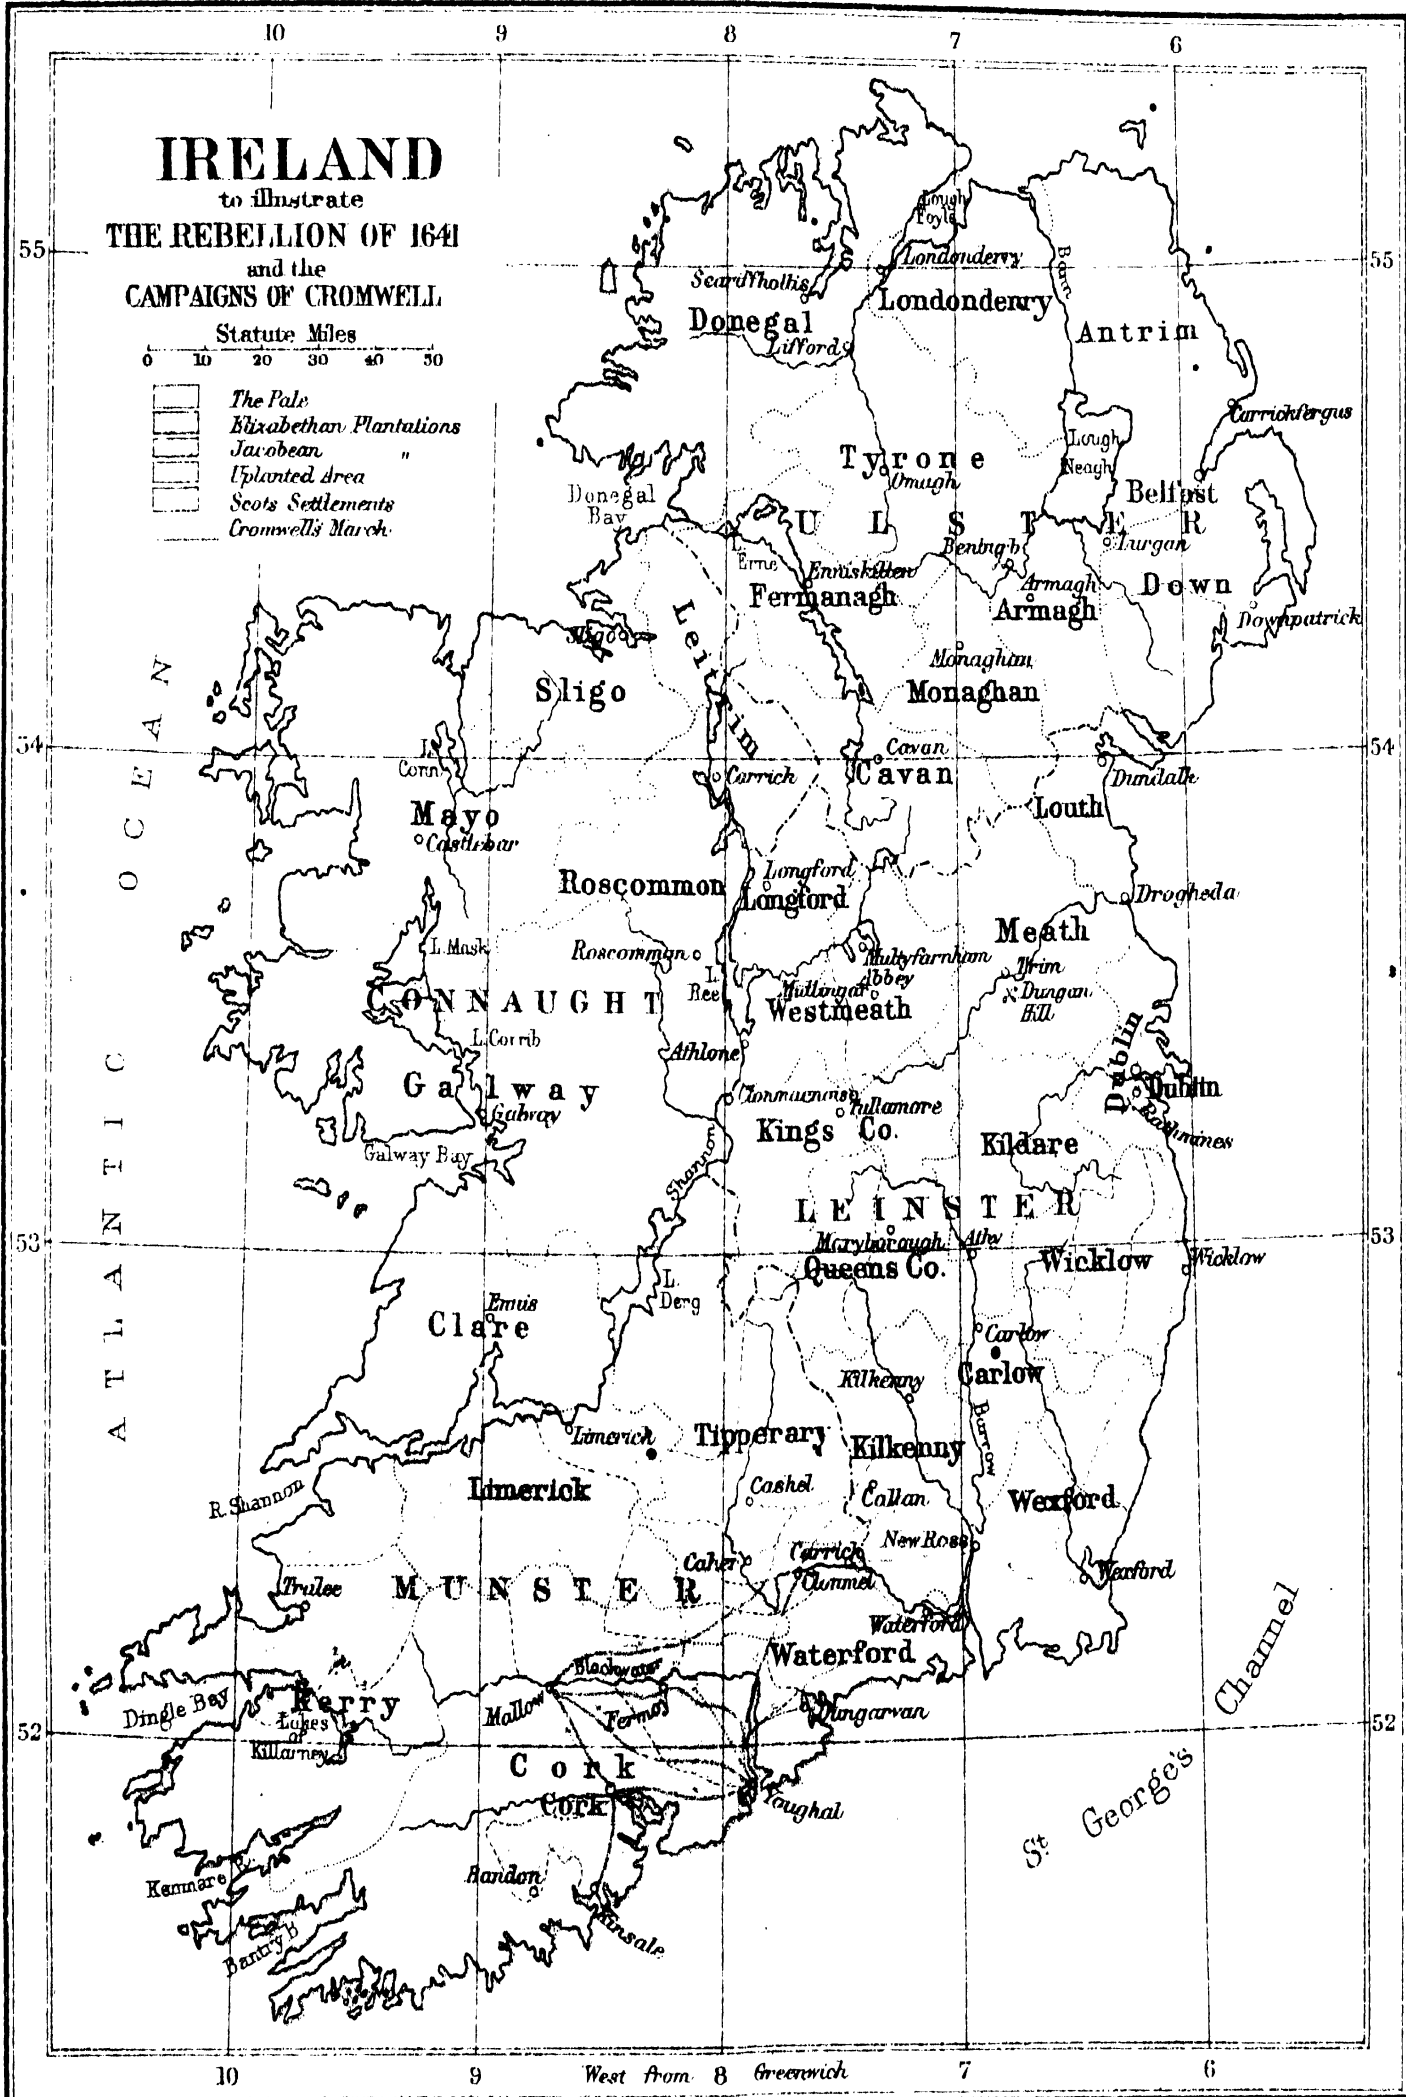 10 9 8 7 6
IRELAND
to illustrate
THE REBELLION OF 1641
and the
CAMPAIGNS OF CROMWELL
Statute Miles
0 10 20 30 40 50
The Pale
Elizabethan Plantations
Jacobean "
Unplanted Area
Scots Settlements
Cromwell's March
55 55
Lough
Foyle
Londonderry
Bann
Scariffhollis
Londonderry
Donegal
Lifford
Antrim
Carrickfergus
Lough
Neagh
Tyrone
Omagh
Belfast
Donegal
Bay
ULSTER
L.
Erne
Benburb
Lurgan
Enniskillen
Fermanagh
Armagh
Armagh
Down
Downpatrick
Sligo
Leitrim
Monaghan
Monaghan
Sligo
54 54
L.
Conn
Carrick
Cavan
Cavan
Dundalk
Mayo
Castlebar
Louth
Roscommon
Longford
Longford
Drogheda
Meath
L. Mask
Roscommon
Multyfarnham
Abbey
Trim
L.
Ree
Mullingar
Dungan
Hill
CONNAUGHT
Westmeath
L. Corrib
Athlone
Dublin
Dublin
Galway
Galway
Clonmacnoise
Tullamore
Rathmines
Kings Co.
Kildare
Galway Bay
Shannon
LEINSTER
53 53
Maryborough
Athy
Queens Co.
Wicklow
Wicklow
L.
Derg
Ennis
Clare
Carlow
Carlow
Kilkenny
Barrow
Limerick
Tipperary
Kilkenny
Limerick
Cashel
Callan
Wexford
R. Shannon
New Ross
Caher
Carrick
Clonmel
Wexford
Tralee
MUNSTER
Waterford
Waterford
Blackwater
Dingle Bay
Kerry
Mallow
Fermoy
Dungarvan
Lakes
of
Killarney
52 52
Cork
Cork
Youghal
Kenmare R.
Bandon
Bantry B.
Kinsale
ATLANTIC OCEAN
St. George's Channel
10 9 8 7 6
West from Greenwich